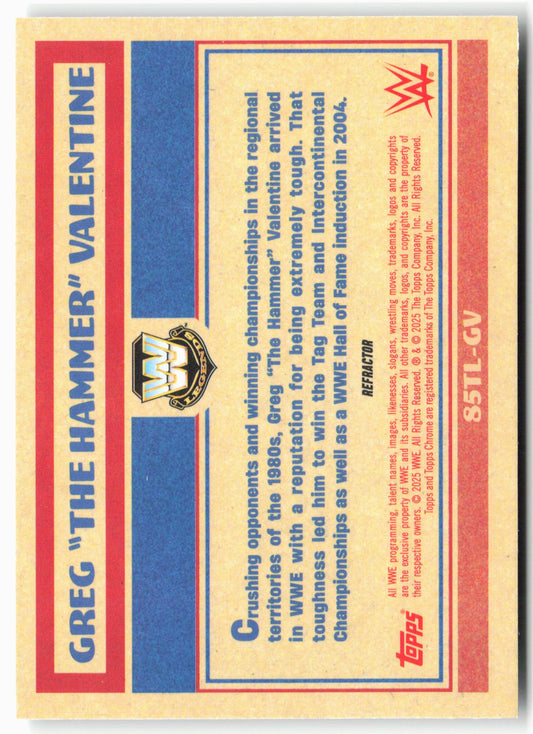 GREG "THE HAMMER" VALENTINE
W
LEGENDS™
Crushing opponents and winning championships in the regional
territories of the 1980s, Greg "The Hammer" Valentine arrived
in WWE with a reputation for being extremely tough. That
toughness led him to win the Tag Team and Intercontinental
Championships as well as a WWE Hall of Fame induction in 2004.
REFRACTOR
topps®
All WWE programming, talent names, images, likenesses, slogans, wrestling moves, trademarks, logos and copyrights
are the exclusive property of WWE and its subsidiaries. All other trademarks, logos, and copyrights are the property of
their respective owners. © 2025 WWE. All Rights Reserved. ® & © 2025 The Topps Company, Inc. All Rights Reserved.
Topps and Topps Chrome are registered trademarks of The Topps Company, Inc.
W®
85TL-GV